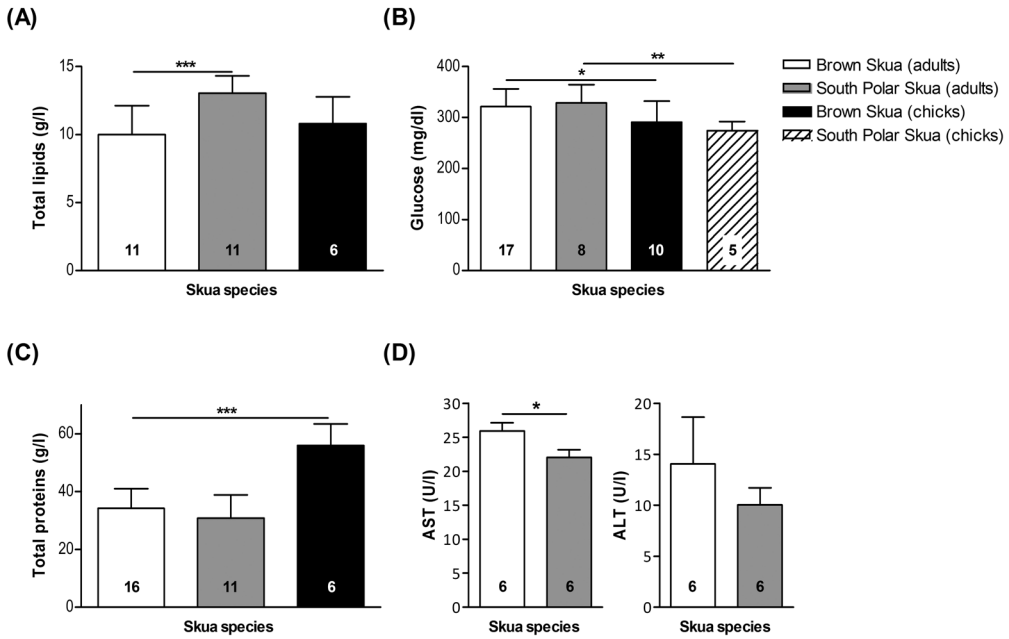 (A)
(B)
***
15
10
5
0
Total lipids (g/l)
11
11
6
Skua species
**
*
400
300
200
100
0
Glucose (mg/dl)
17
8
10
5
Skua species
Brown Skua (adults)
South Polar Skua (adults)
Brown Skua (chicks)
South Polar Skua (chicks)
(C)
(D)
***
60
40
20
0
Total proteins (g/l)
16
11
6
Skua species
*
30
25
20
15
10
5
0
AST (U/l)
6
6
Skua species
20
15
10
5
0
ALT (U/l)
6
6
Skua species